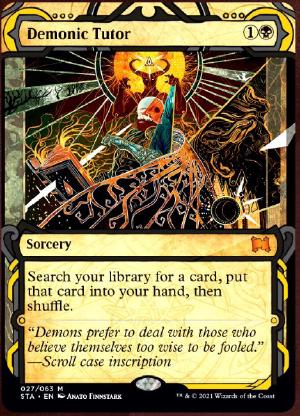 Demonic Tutor 1
Sorcery
Search your library for a card, put
that card into your hand, then
shuffle.
“Demons prefer to deal with those who
believe themselves too wise to be fooled.”
—Scroll case inscription
027/063 M
STA • EN ANATO FINNSTARK
™ & © 2021 Wizards of the Coast